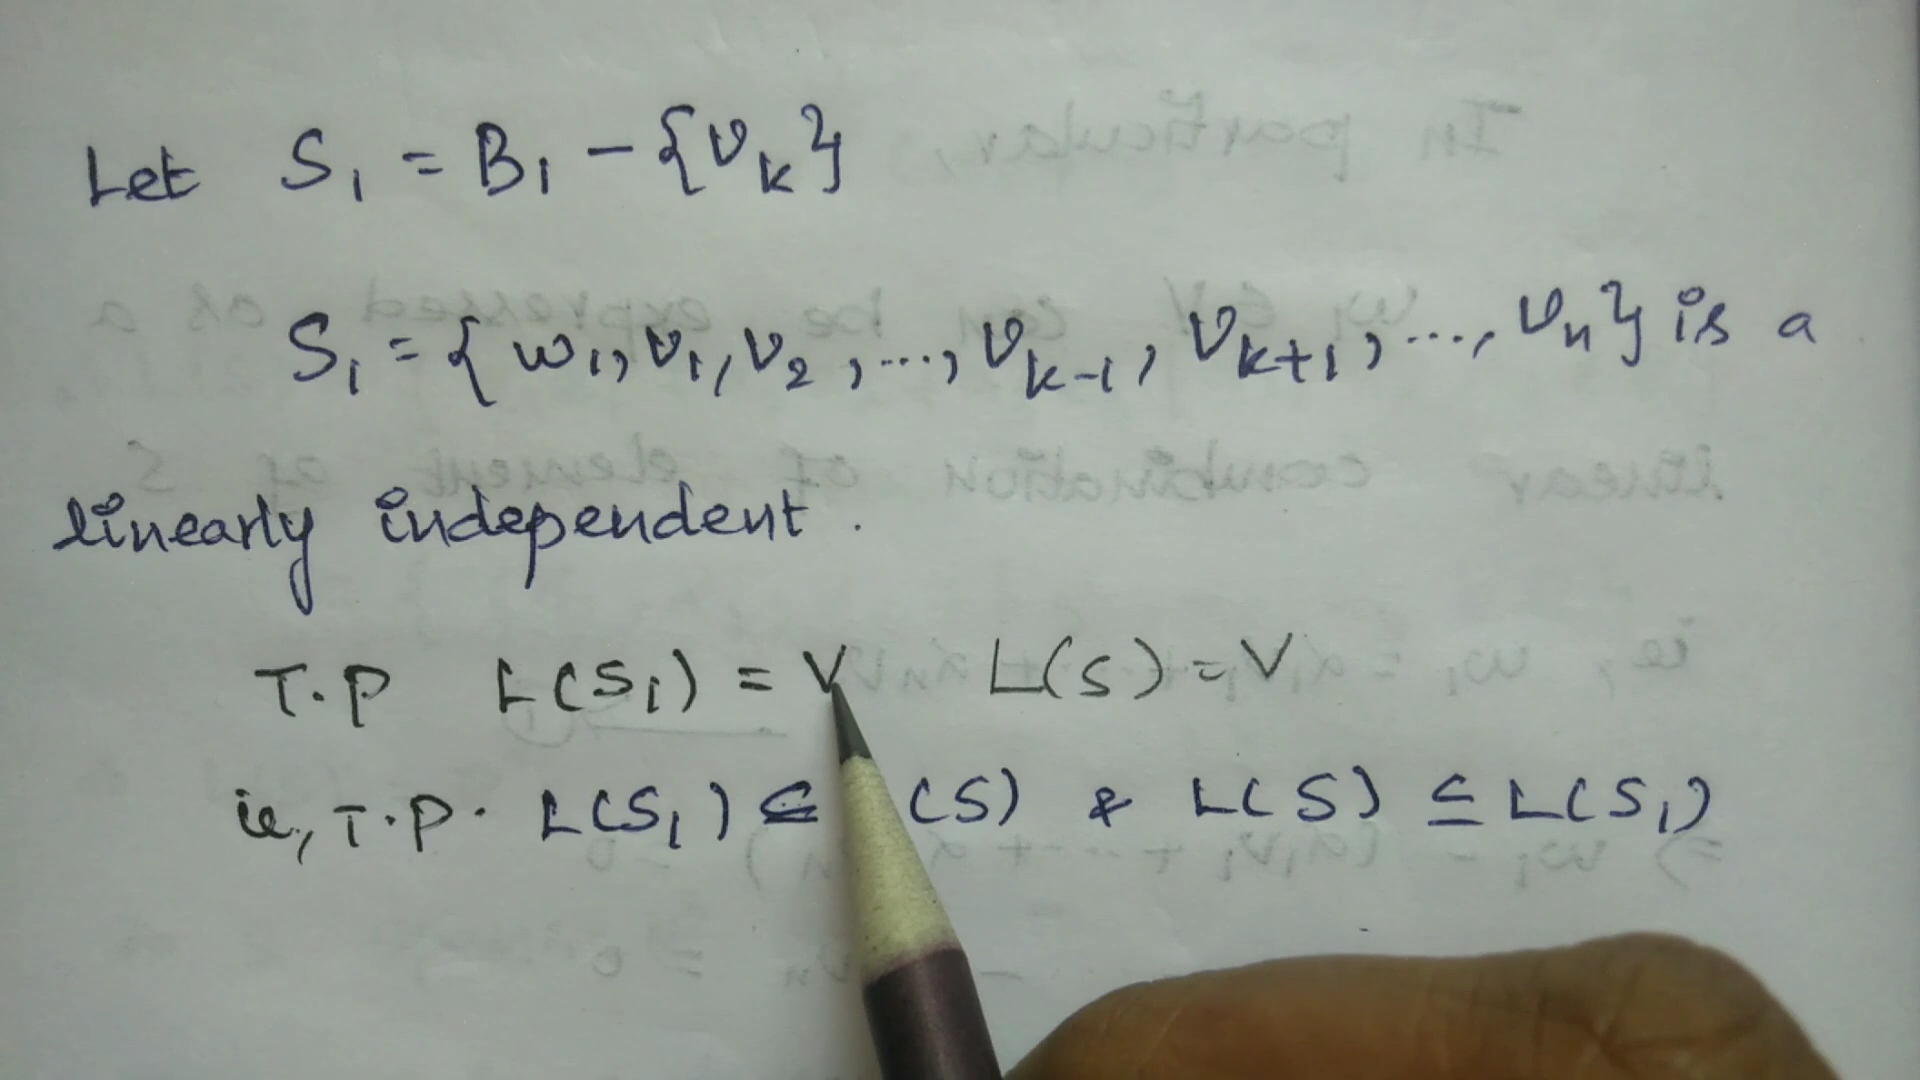 Let S₁ = B₁ - {v_k}
S₁ = { w₁, v₁, v₂, ..., v_{k-1}, v_{k+1}, ..., v_n} is a
linearly independent.
T.P L(S₁) = V L(S) = V
ie, T.P. L(S₁) ⊆ (S) & L(S) ⊆ L(S₁)